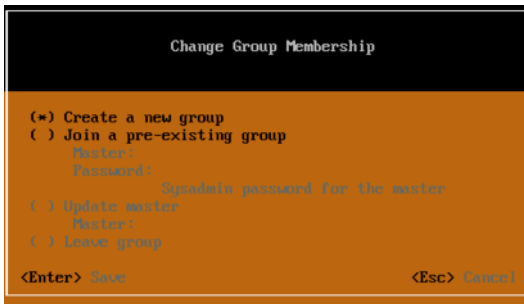 Change Group Membership
(*) Create a new group
( ) Join a pre-existing group
Master:
Password:
Sysadmin password for the master
( ) Update master
Master:
( ) Leave group
<Enter> Save <Esc> Cancel